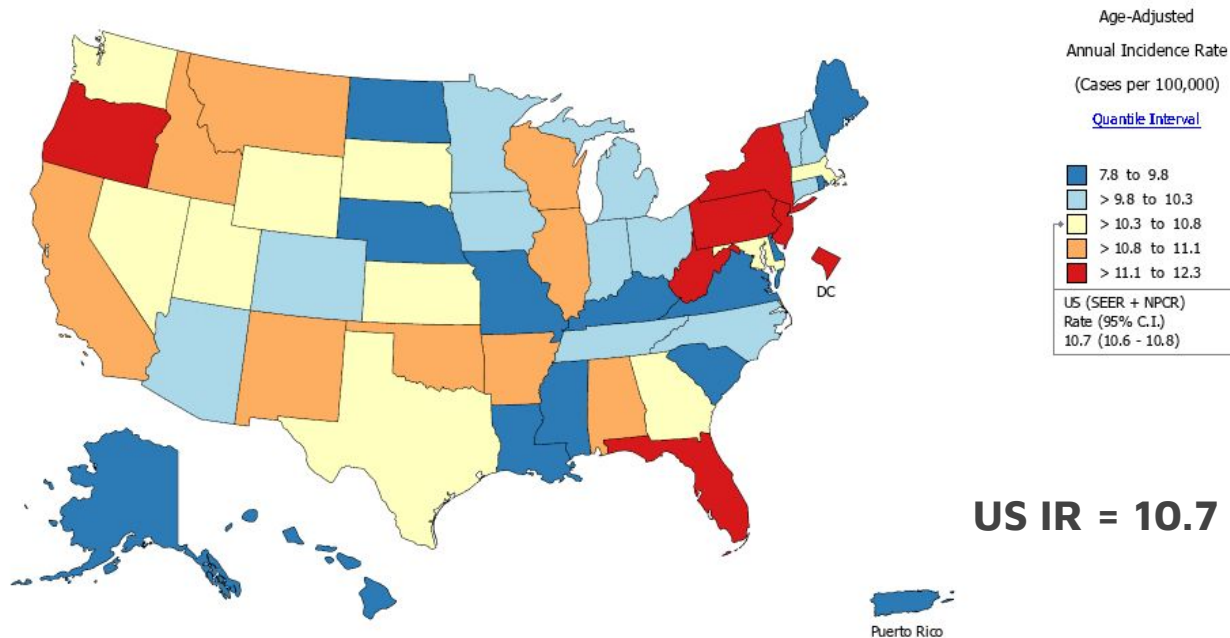 Age-Adjusted
Annual Incidence Rate
(Cases per 100,000)
Quantile Interval
7.8 to 9.8
> 9.8 to 10.3
> 10.3 to 10.8
> 10.8 to 11.1
> 11.1 to 12.3
US (SEER + NPCR)
Rate (95% C.I.)
10.7 (10.6 - 10.8)
DC
US IR = 10.7
Puerto Rico